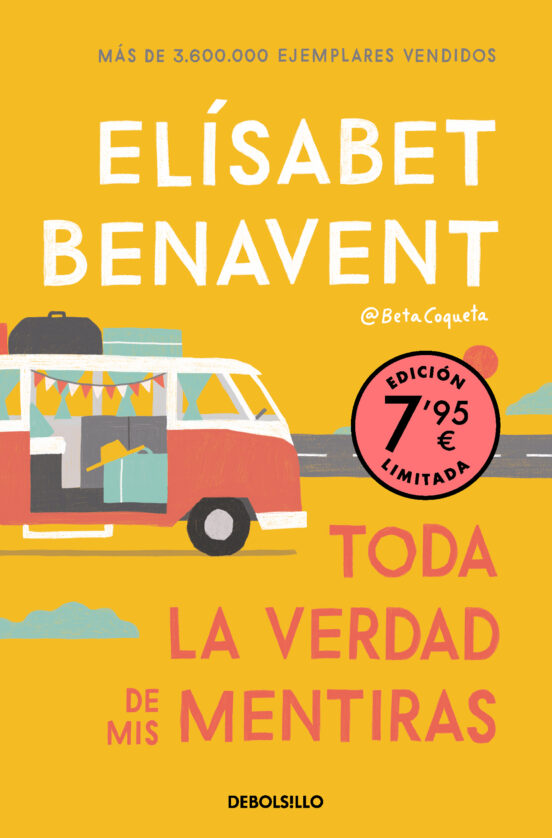 MÁS DE 3.600.000 EJEMPLARES VENDIDOS
ELÍSABET
BENAVENT
@BetaCoqueta
EDICIÓN
7'95
€
LIMITADA
TODA
LA VERDAD
DE
MIS MENTIRAS
DEBOLS!LLO